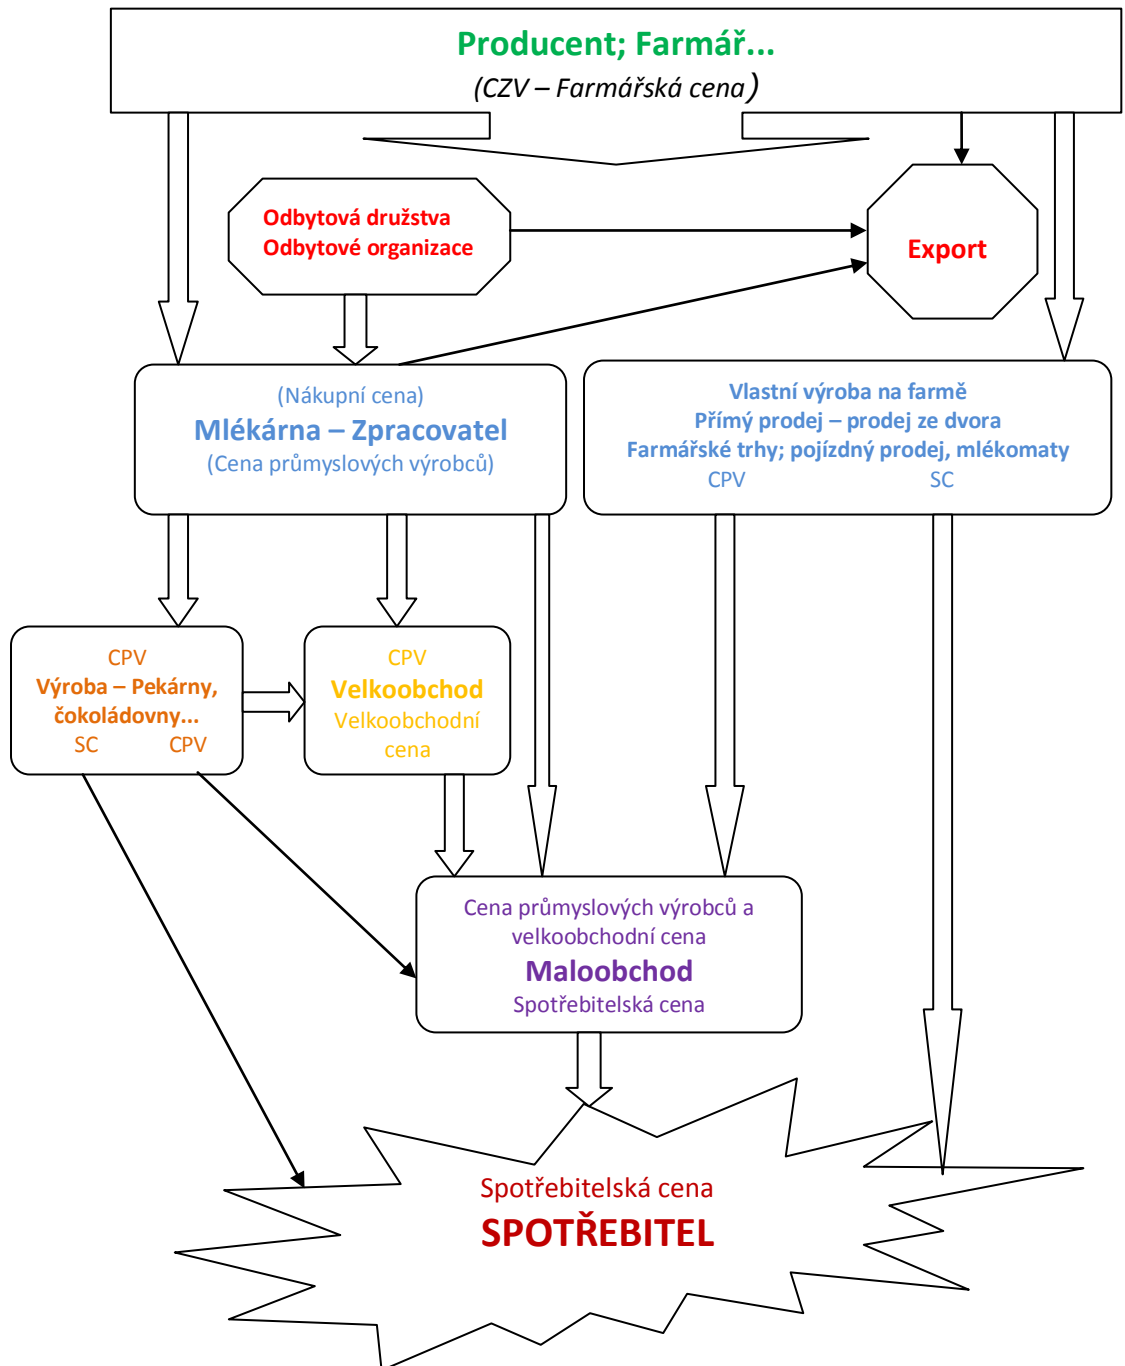 Producent; Farmář...
(CZV – Farmářská cena)
Odbytová družstva
Odbytové organizace
Export
(Nákupní cena)
Mlékárna – Zpracovatel
(Cena průmyslových výrobců)
Vlastní výroba na farmě
Přímý prodej – prodej ze dvora
Farmářské trhy; pojízdný prodej, mlékomaty
CPV SC
CPV
Výroba – Pekárny,
čokoládovny...
SC CPV
CPV
Velkoobchod
Velkoobchodní
cena
Cena průmyslových výrobců a
velkoobchodní cena
Maloobchod
Spotřebitelská cena
Spotřebitelská cena
SPOTŘEBITEL